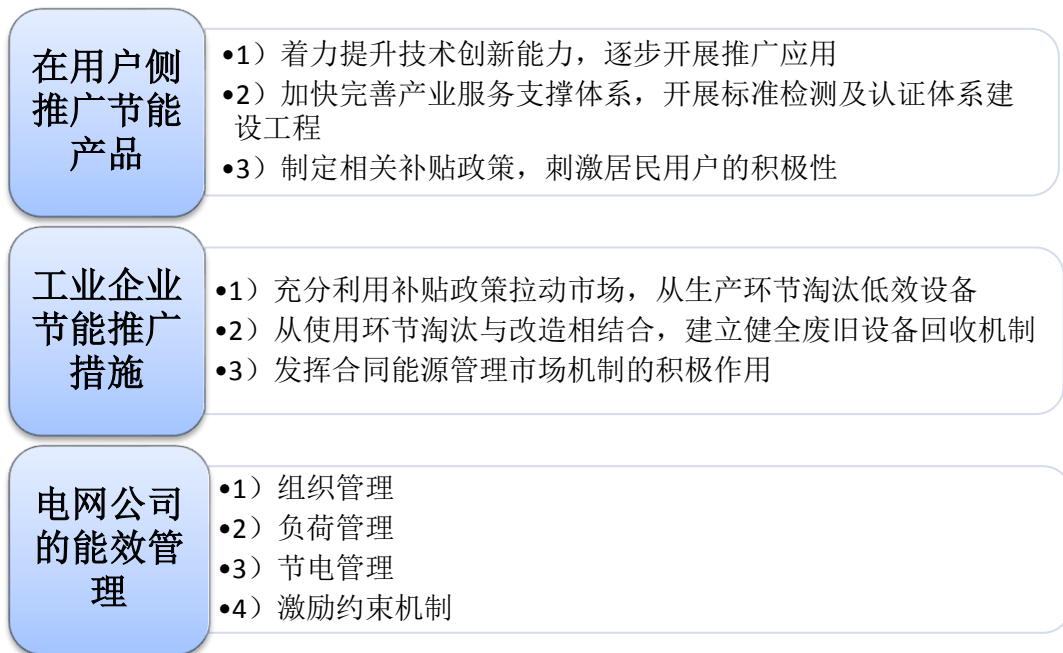 在用户侧
推广节能
产品
•1）着力提升技术创新能力，逐步开展推广应用
•2）加快完善产业服务支撑体系，开展标准检测及认证体系建
设工程
•3）制定相关补贴政策，刺激居民用户的积极性
工业企业
节能推广
措施
•1）充分利用补贴政策拉动市场，从生产环节淘汰低效设备
•2）从使用环节淘汰与改造相结合，建立健全废旧设备回收机制
•3）发挥合同能源管理市场机制的积极作用
电网公司
的能效管
理
•1）组织管理
•2）负荷管理
•3）节电管理
•4）激励约束机制